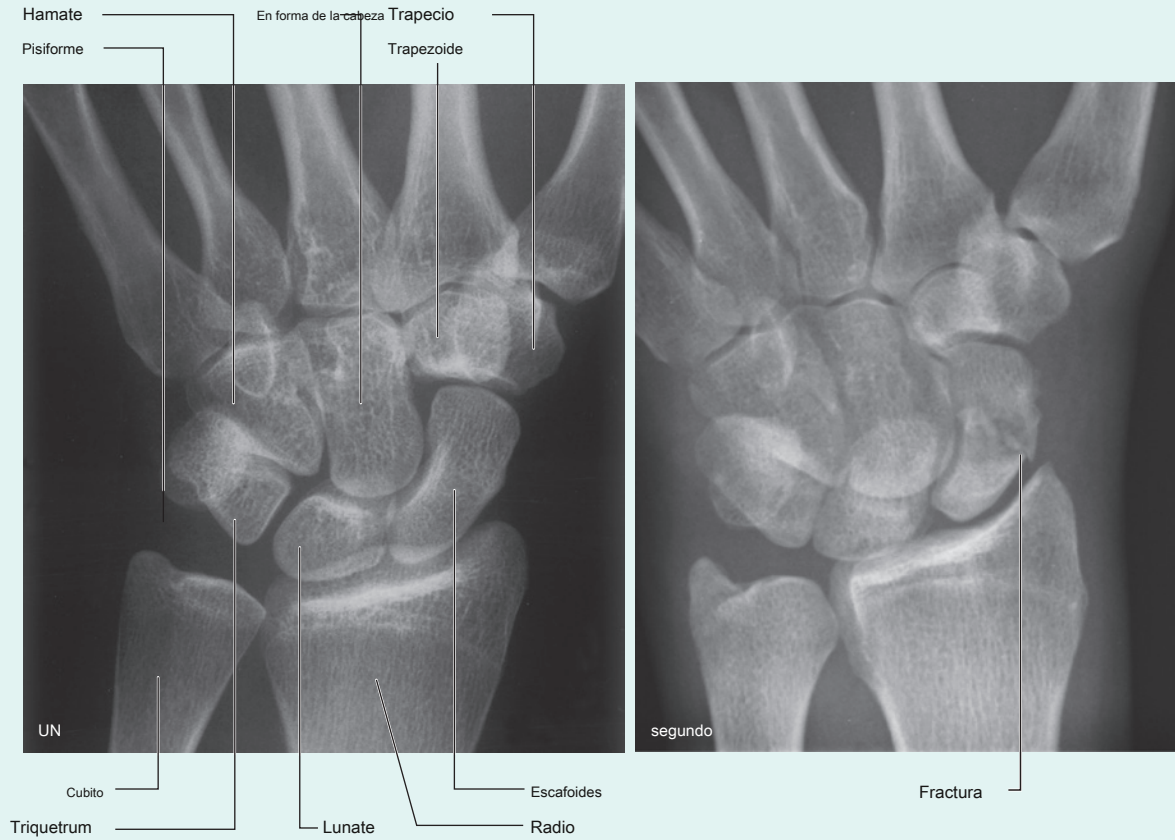 Hamate
En forma de la cabeza
Trapecio
Pisiforme
Trapezoide
UN
segundo
Cubito
Escafoides
Fractura
Triquetrum
Lunate
Radio